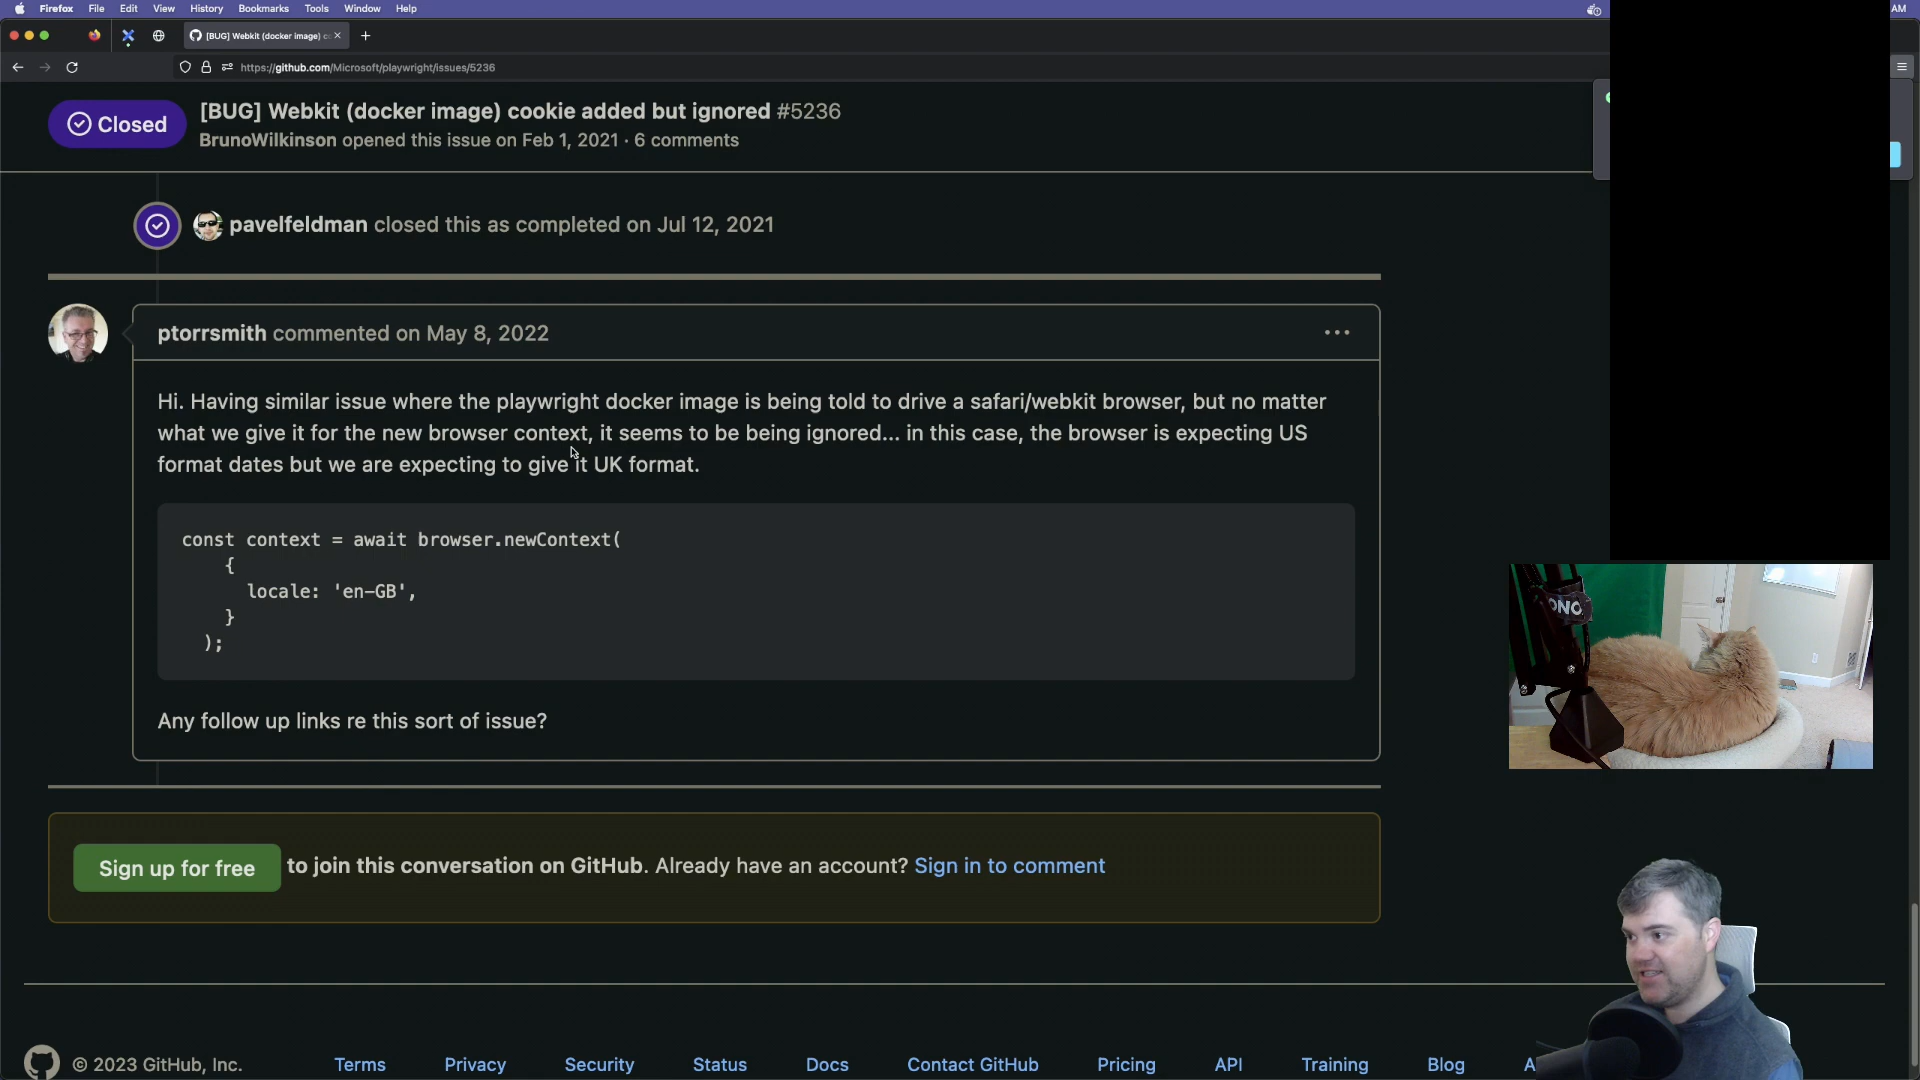 Firefox File Edit View History Bookmarks Tools Window Help AM
[BUG] Webkit (docker image) c
https://github.com/Microsoft/playwright/issues/5236
Closed
[BUG] Webkit (docker image) cookie added but ignored #5236
BrunoWilkinson opened this issue on Feb 1, 2021 · 6 comments
pavelfeldman closed this as completed on Jul 12, 2021
ptorrsmith commented on May 8, 2022
Hi. Having similar issue where the playwright docker image is being told to drive a safari/webkit browser, but no matter
what we give it for the new browser context, it seems to be being ignored... in this case, the browser is expecting US
format dates but we are expecting to give it UK format.
const context = await browser.newContext(
{
locale: 'en-GB',
}
);
Any follow up links re this sort of issue?
Sign up for free to join this conversation on GitHub. Already have an account? Sign in to comment
© 2023 GitHub, Inc. Terms Privacy Security Status Docs Contact GitHub Pricing API Training Blog A